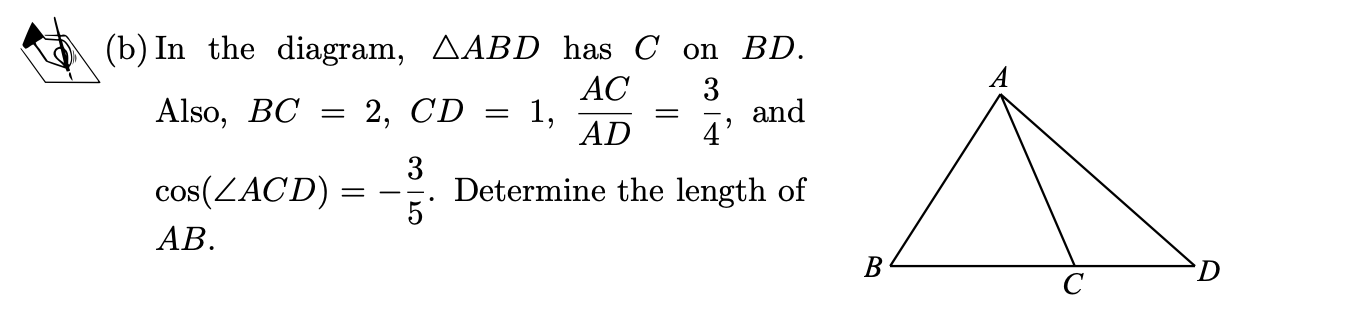 (b) In the diagram, △ABD has C on BD.
Also, BC = 2, CD = 1, AC/AD = 3/4, and
cos(∠ACD) = −3/5. Determine the length of
AB.
A
B
C
D